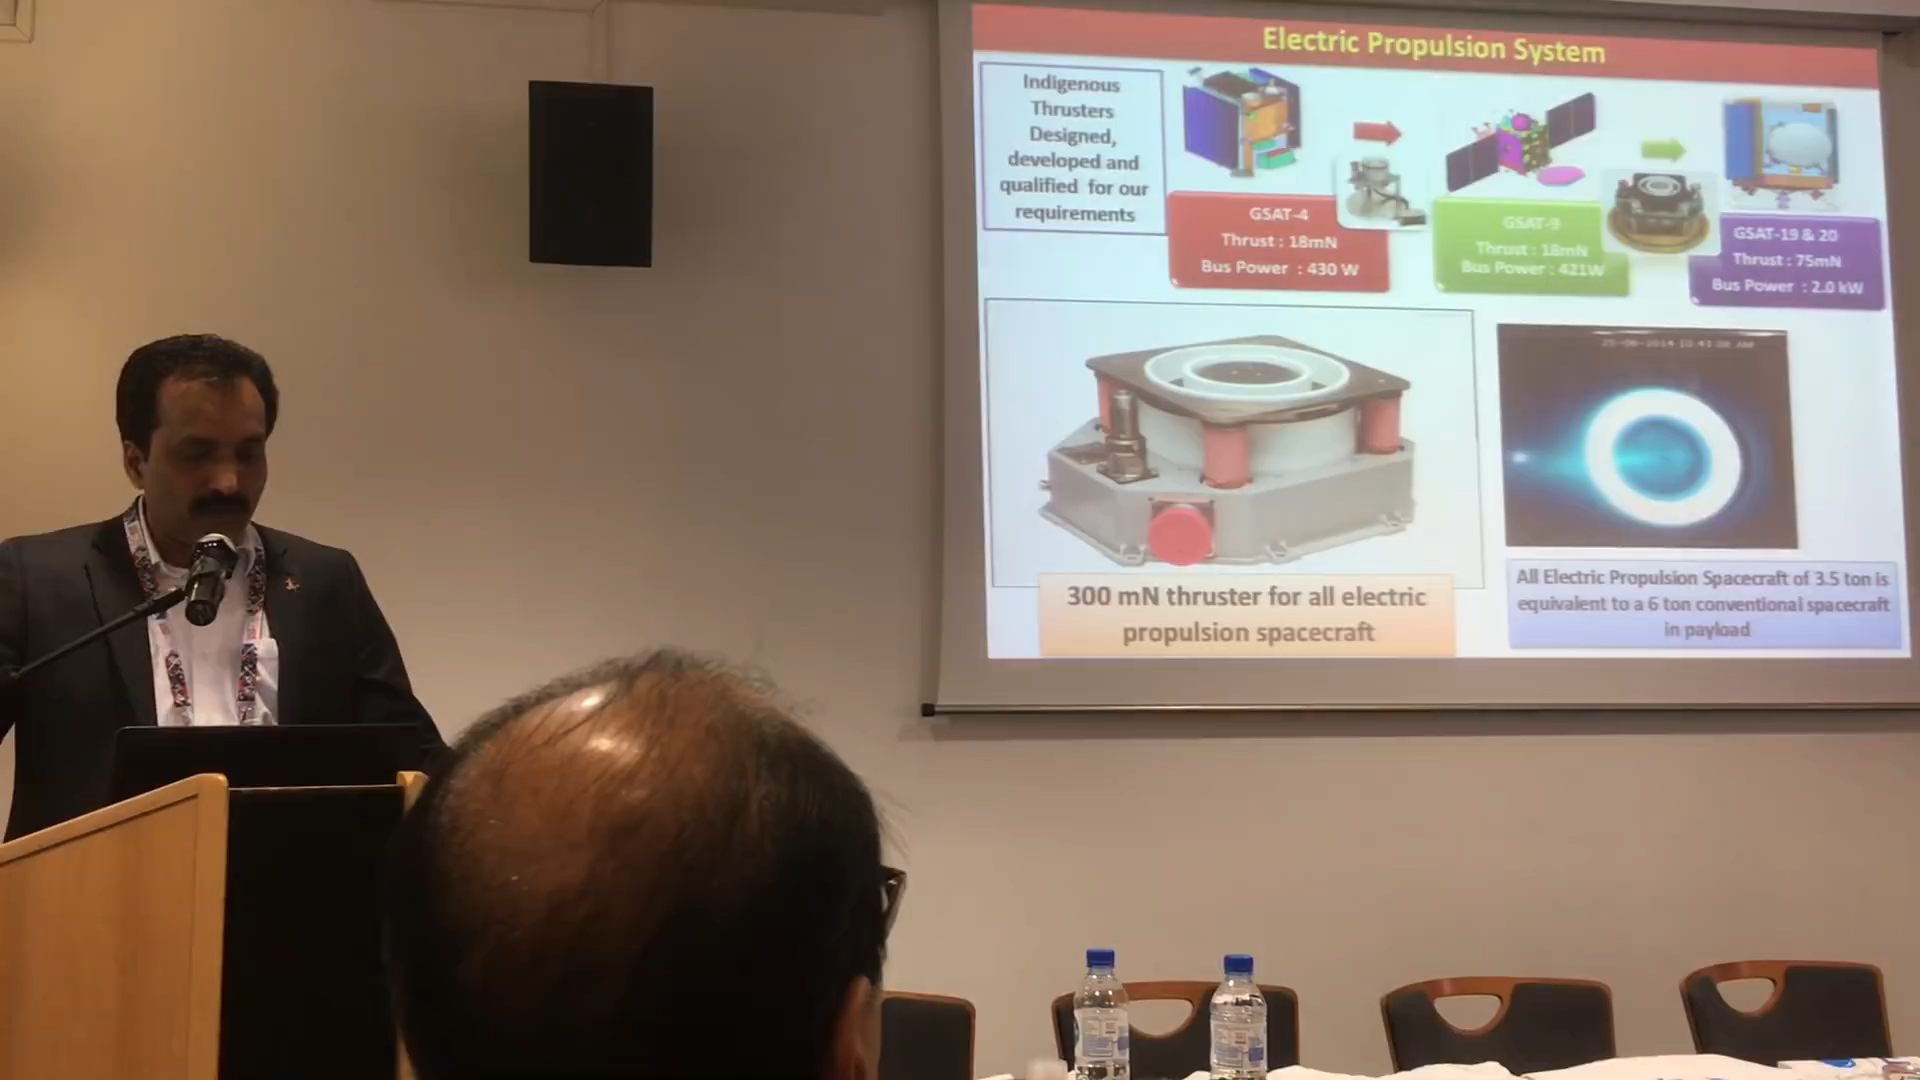 Electric Propulsion System
Indigenous
Thrusters
Designed,
developed and
qualified for our
requirements
GSAT-4
Thrust : 18mN
Bus Power : 430 W
GSAT-9
Thrust : 18mN
Bus Power : 421W
GSAT-19 & 20
Thrust : 75mN
Bus Power : 2.0 kW
300 mN thruster for all electric
propulsion spacecraft
All Electric Propulsion Spacecraft of 3.5 ton is
equivalent to a 6 ton conventional spacecraft
in payload